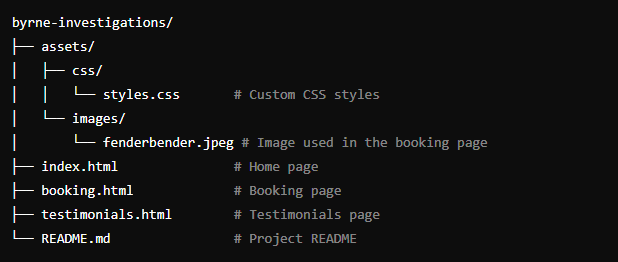 byrne-investigations/
├── assets/
│   ├── css/
│   │   └── styles.css       # Custom CSS styles
│   └── images/
│       └── fenderbender.jpeg # Image used in the booking page
├── index.html               # Home page
├── booking.html             # Booking page
├── testimonials.html        # Testimonials page
└── README.md                # Project README